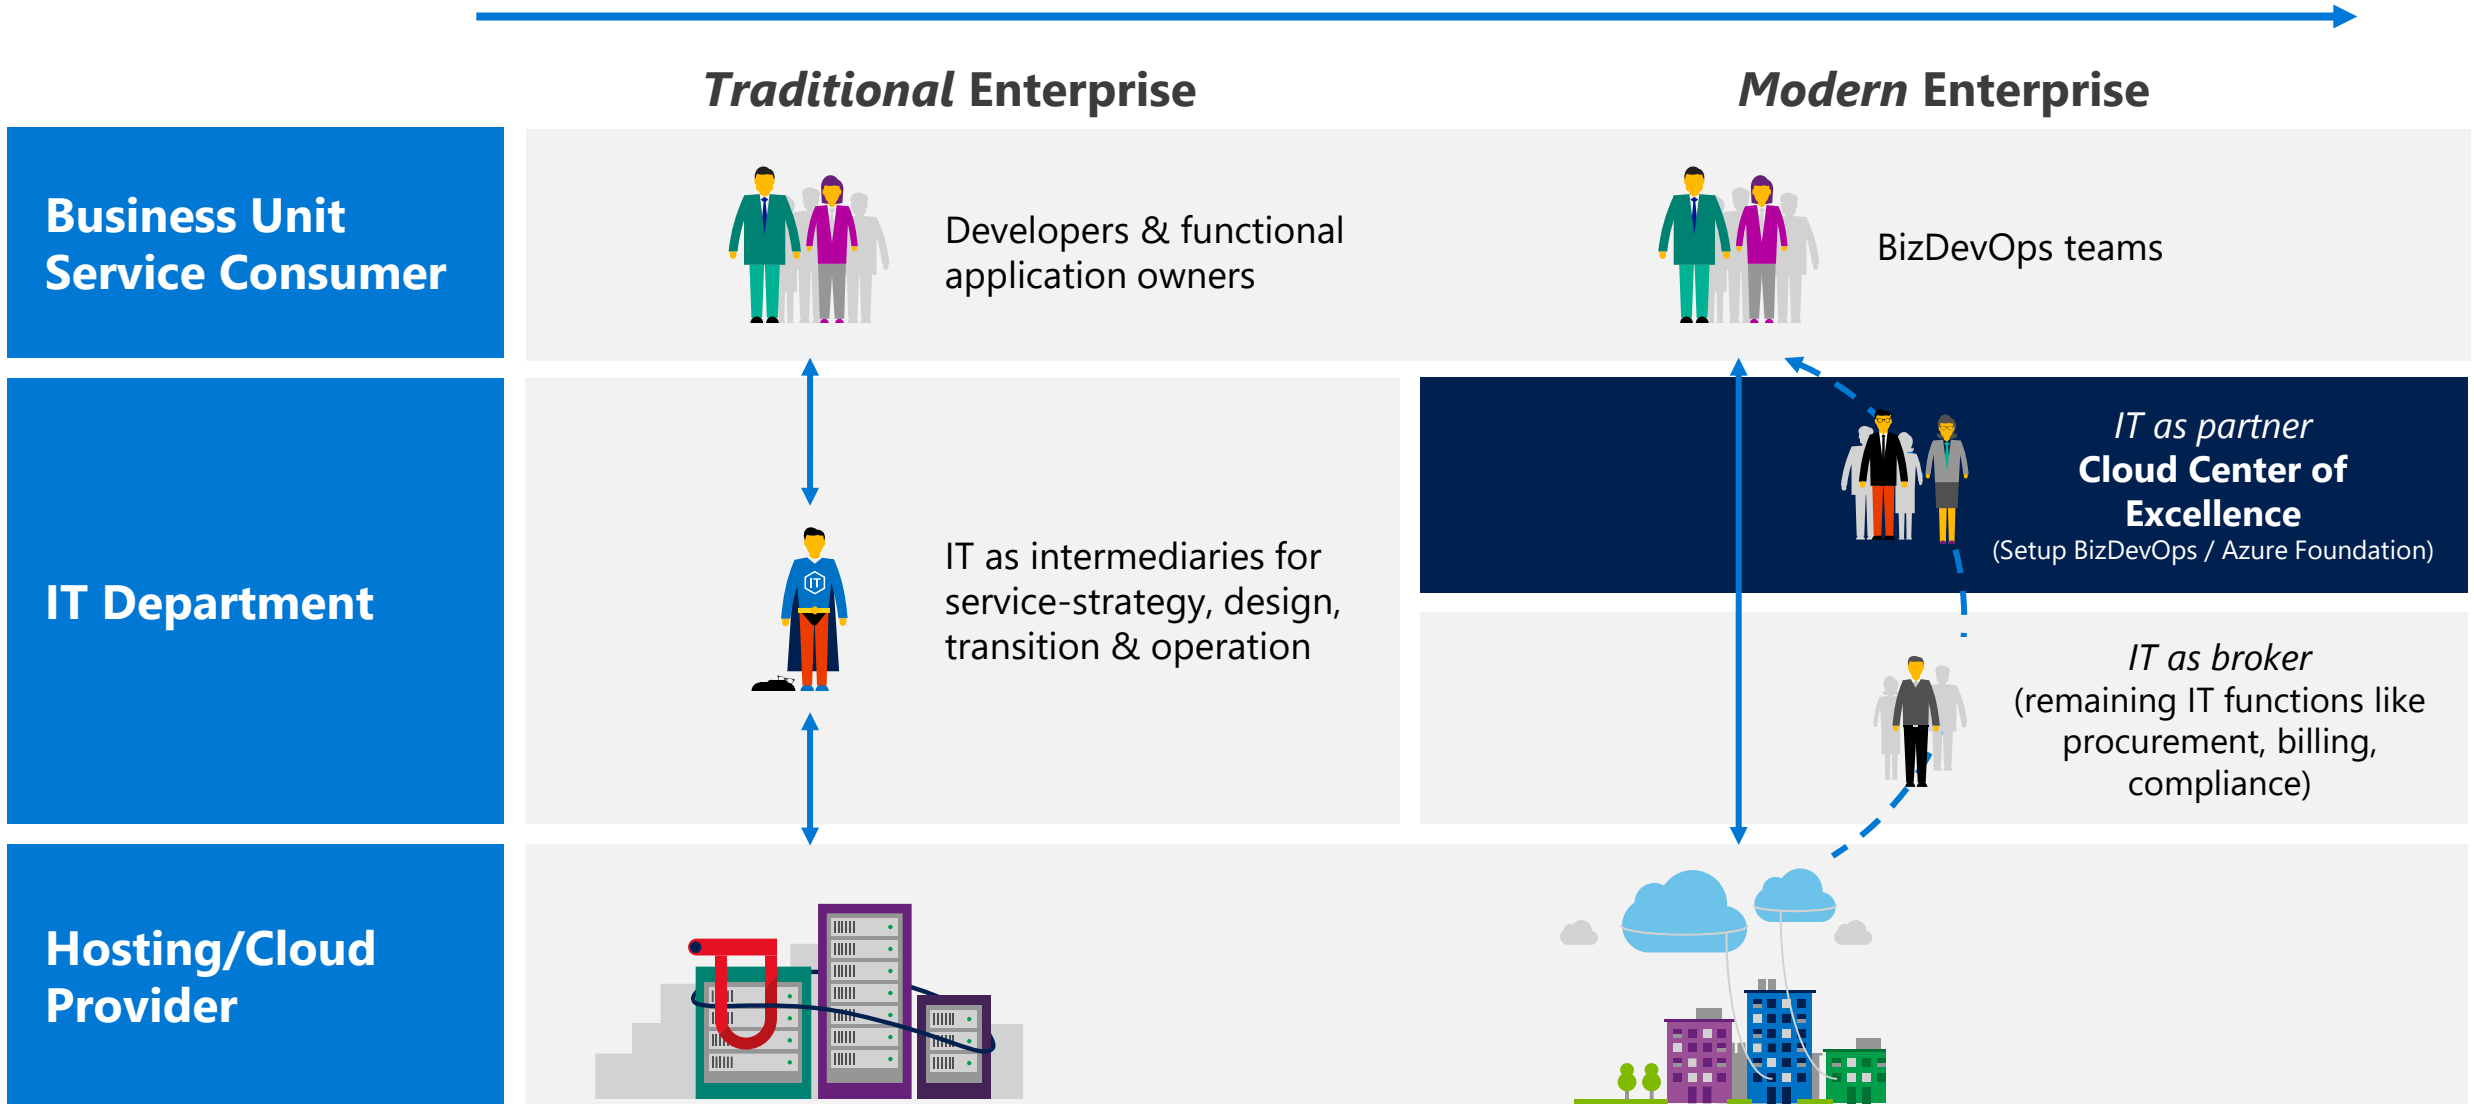 Traditional Enterprise
Modern Enterprise
Business Unit
Service Consumer
Developers & functional
application owners
BizDevOps teams
IT Department
IT
IT as intermediaries for
service-strategy, design,
transition & operation
IT as partner
Cloud Center of
Excellence
(Setup BizDevOps / Azure Foundation)
IT as broker
(remaining IT functions like
procurement, billing,
compliance)
Hosting/Cloud
Provider